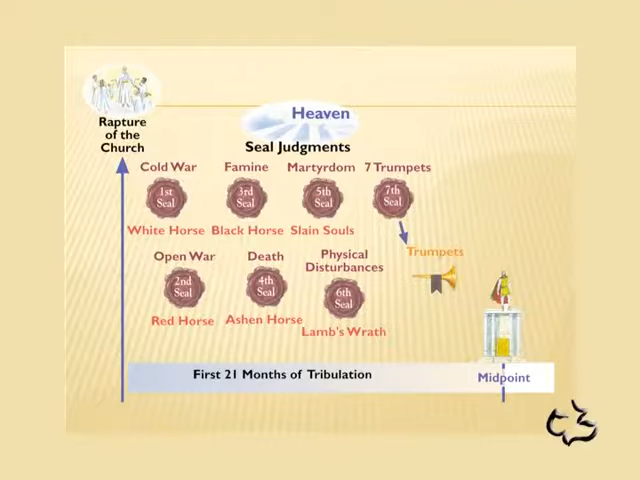 Heaven
Rapture
of the
Church
Seal Judgments
Cold War
Famine
Martyrdom
7 Trumpets
1st
Seal
3rd
Seal
5th
Seal
7th
Seal
White Horse
Black Horse
Slain Souls
Trumpets
Open War
Death
Physical
Disturbances
2nd
Seal
4th
Seal
6th
Seal
Red Horse
Ashen Horse
Lamb's Wrath
First 21 Months of Tribulation
Midpoint